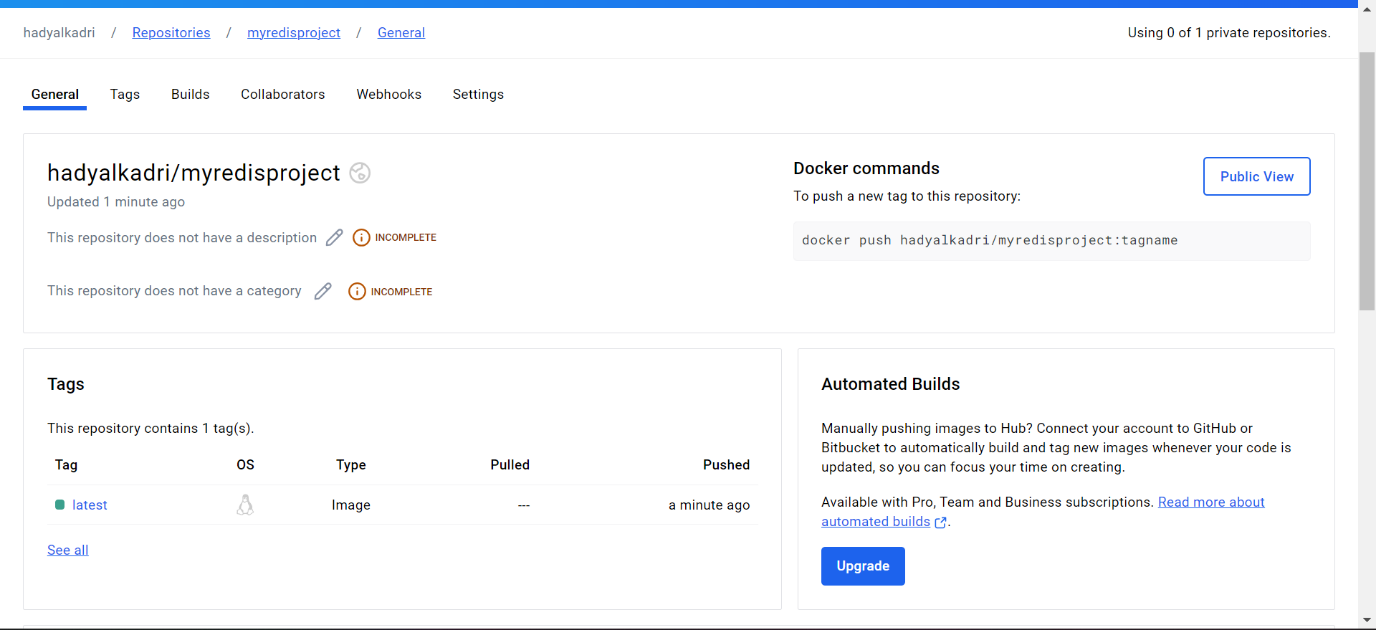 hadyalkadri / Repositories / myredisproject / General
Using 0 of 1 private repositories.
General Tags Builds Collaborators Webhooks Settings
hadyalkadri/myredisproject
Updated 1 minute ago
This repository does not have a description INCOMPLETE
This repository does not have a category INCOMPLETE
Docker commands
To push a new tag to this repository:
Public View
docker push hadyalkadri/myredisproject:tagname
Tags
This repository contains 1 tag(s).
Tag OS Type Pulled Pushed
latest Image --- a minute ago
See all
Automated Builds
Manually pushing images to Hub? Connect your account to GitHub or
Bitbucket to automatically build and tag new images whenever your code is
updated, so you can focus your time on creating.
Available with Pro, Team and Business subscriptions. Read more about
automated builds .
Upgrade